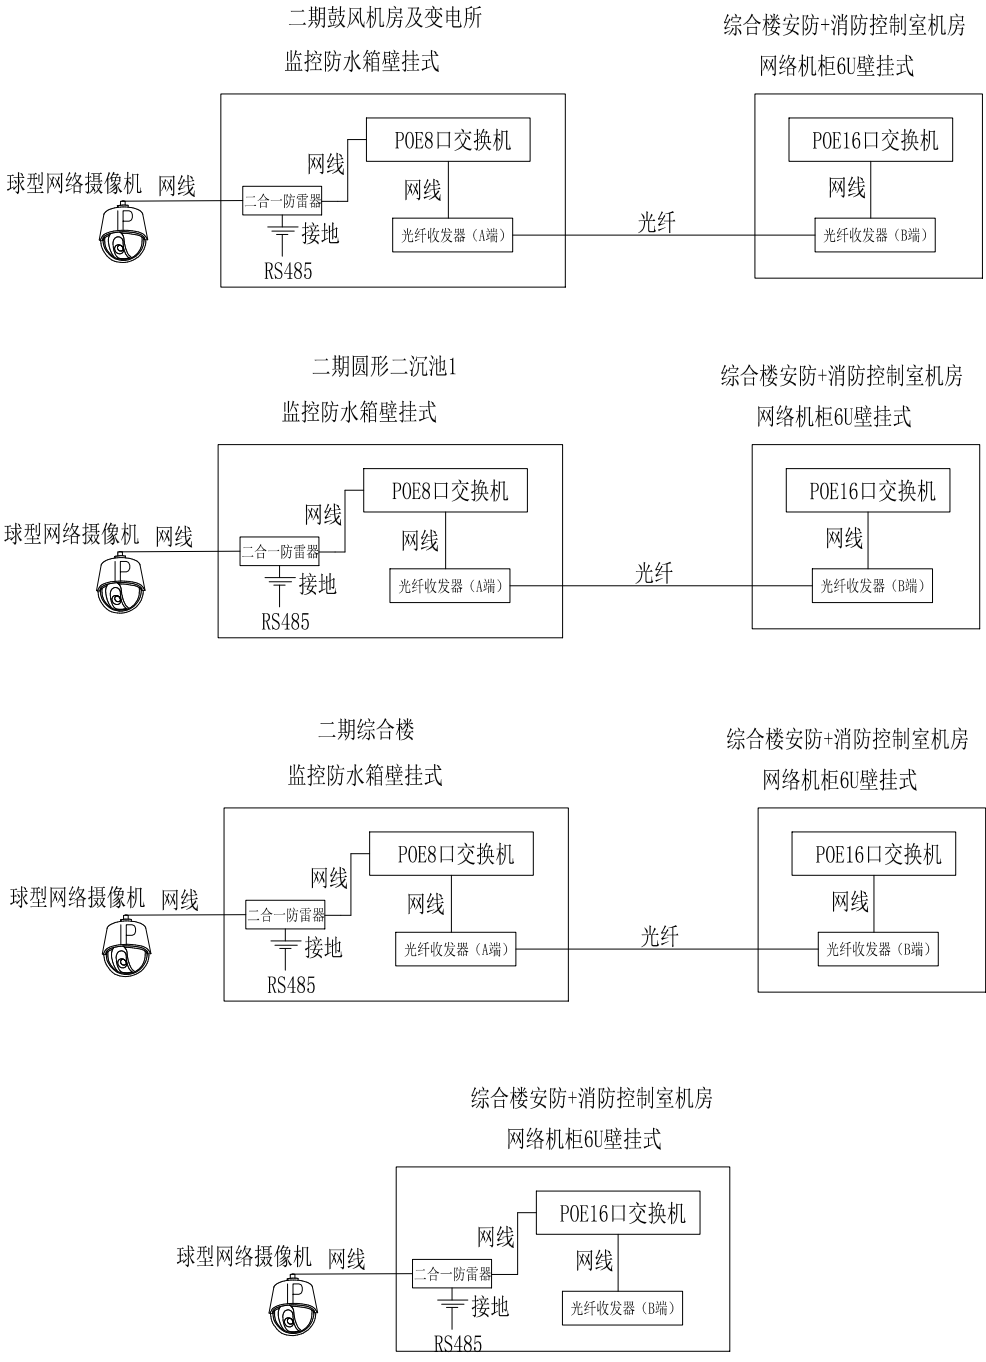 二期鼓风机房及变电所
综合楼安防+消防控制室机房
监控防水箱壁挂式
网络机柜6U壁挂式
POE8口交换机
POE16口交换机
网线
球型网络摄像机
网线
网线
网线
二合一防雷器
P
接地
光纤收发器（A端）
光纤
光纤收发器（B端）
RS485
二期圆形二沉池1
综合楼安防+消防控制室机房
监控防水箱壁挂式
网络机柜6U壁挂式
POE8口交换机
POE16口交换机
网线
球型网络摄像机
网线
网线
网线
二合一防雷器
P
接地
光纤收发器（A端）
光纤
光纤收发器（B端）
RS485
二期综合楼
综合楼安防+消防控制室机房
监控防水箱壁挂式
网络机柜6U壁挂式
POE8口交换机
POE16口交换机
网线
球型网络摄像机
网线
网线
网线
二合一防雷器
P
接地
光纤收发器（A端）
光纤
光纤收发器（B端）
RS485
综合楼安防+消防控制室机房
网络机柜6U壁挂式
POE16口交换机
网线
球型网络摄像机
网线
网线
二合一防雷器
P
接地
光纤收发器（B端）
RS485